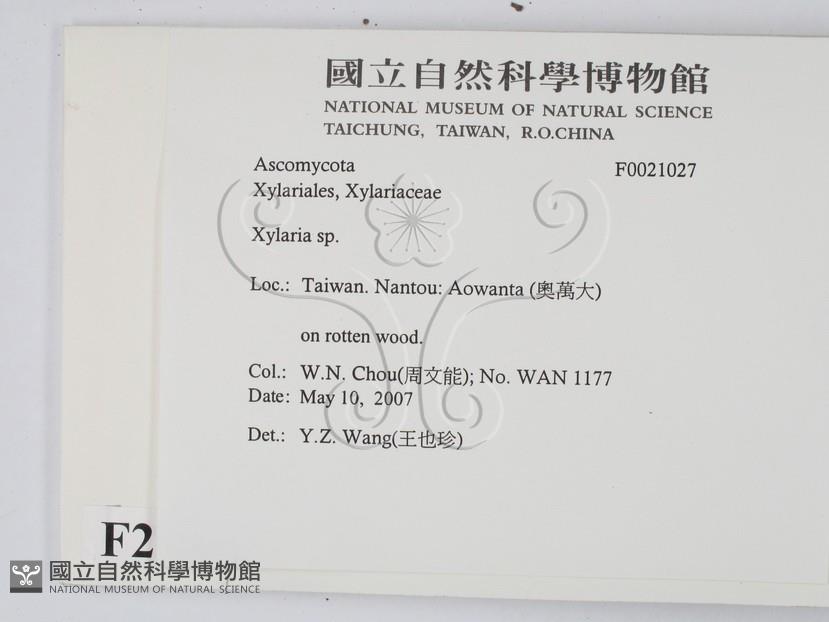 國立自然科學博物館
NATIONAL MUSEUM OF NATURAL SCIENCE
TAICHUNG, TAIWAN, R.O.CHINA
Ascomycota F0021027
Xylariales, Xylariaceae
Xylaria sp.
Loc.: Taiwan. Nantou: Aowanta (奧萬大)
on rotten wood.
Col.: W.N. Chou(周文能); No. WAN 1177
Date: May 10, 2007
Det.: Y.Z. Wang(王也珍)
F2
國立自然科學博物館
NATIONAL MUSEUM OF NATURAL SCIENCE